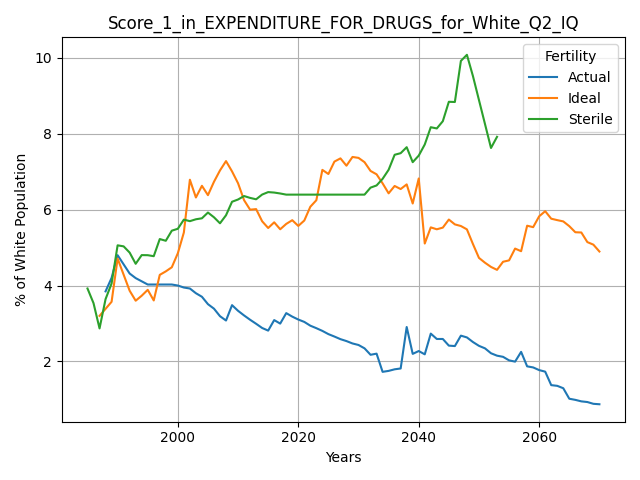 Score_1_in_EXPENDITURE_FOR_DRUGS_for_White_Q2_IQ
Fertility
Actual
Ideal
Sterile
% of White Population
10
8
6
4
2
2000 2020 2040 2060
Years